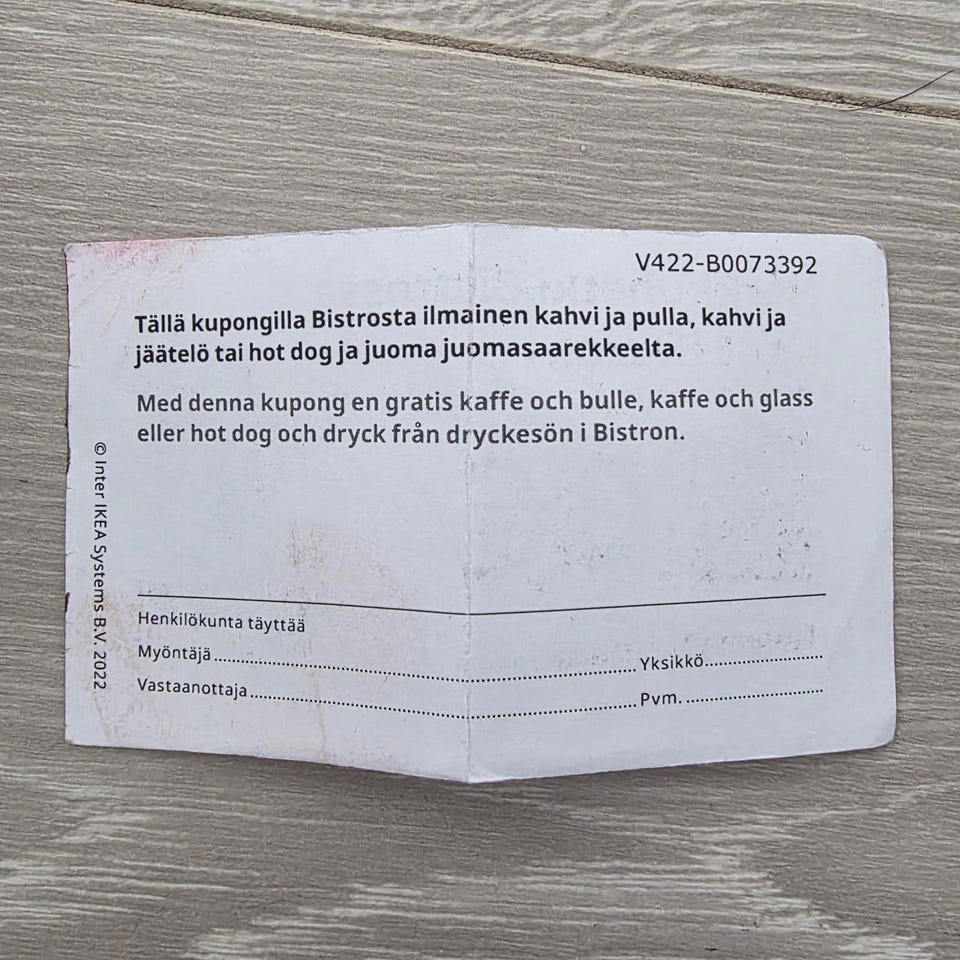 V422-B0073392
Tällä kupongilla Bistrosta ilmainen kahvi ja pulla, kahvi ja
jäätelö tai hot dog ja juoma juomasaarekkeelta.
Med denna kupong en gratis kaffe och bulle, kaffe och glass
eller hot dog och dryck från dryckesön i Bistron.
© Inter IKEA Systems B.V. 2022
Henkilökunta täyttää
Myöntäjä........................................Yksikkö....................
Vastaanottaja........................................Pvm. ....................